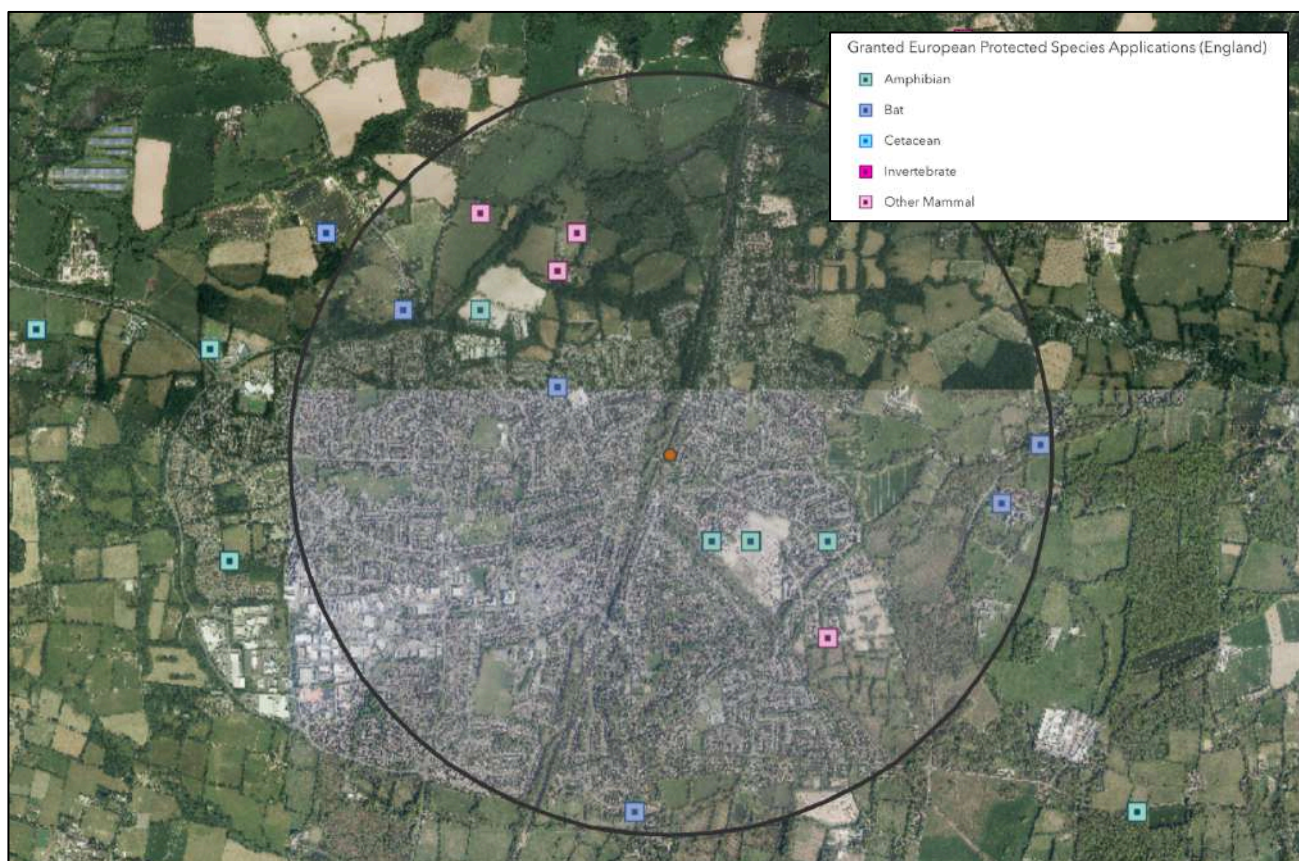 Granted European Protected Species Applications (England)
Amphibian
Bat
Cetacean
Invertebrate
Other Mammal